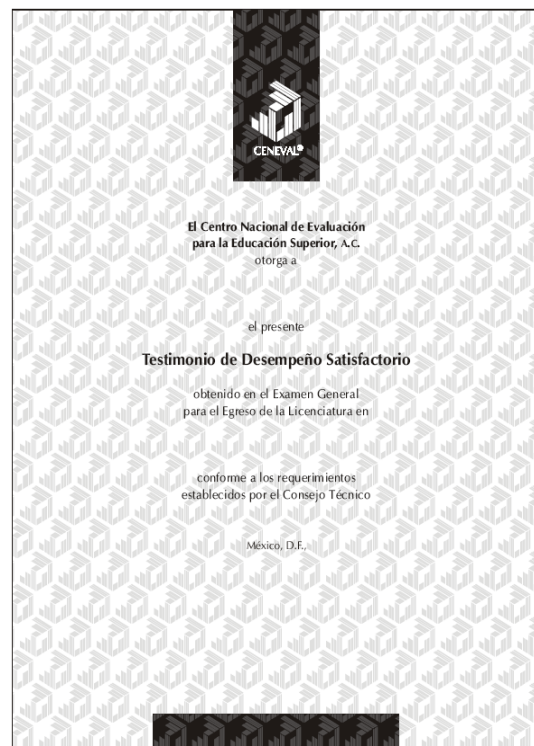 CENEVAL®
El Centro Nacional de Evaluación
para la Educación Superior, A.C.
otorga a
el presente
Testimonio de Desempeño Satisfactorio
obtenido en el Examen General
para el Egreso de la Licenciatura en
conforme a los requerimientos
establecidos por el Consejo Técnico
México, D.F.,